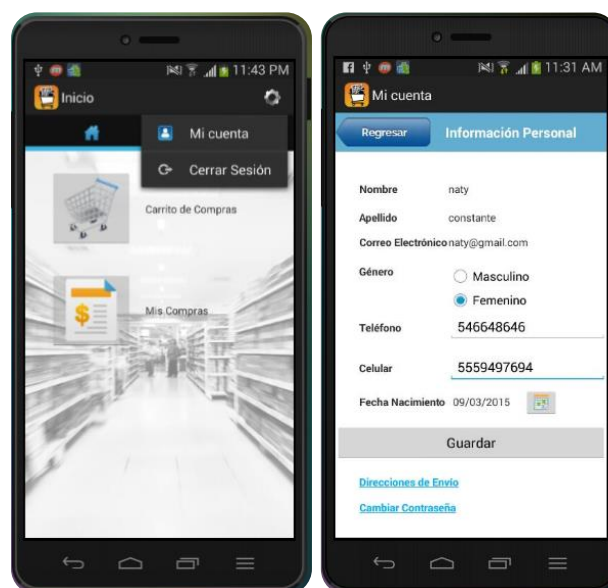 11:43 PM
Inicio
Mi cuenta
Cerrar Sesión
Carrito de Compras
Mis Compras
11:31 AM
Mi cuenta
Regresar
Información Personal
Nombre naty
Apellido constante
Correo Electrónico naty@gmail.com
Género Masculino
Femenino
Teléfono 546648646
Celular 5559497694
Fecha Nacimiento 09/03/2015
Guardar
Direcciones de Envío
Cambiar Contraseña